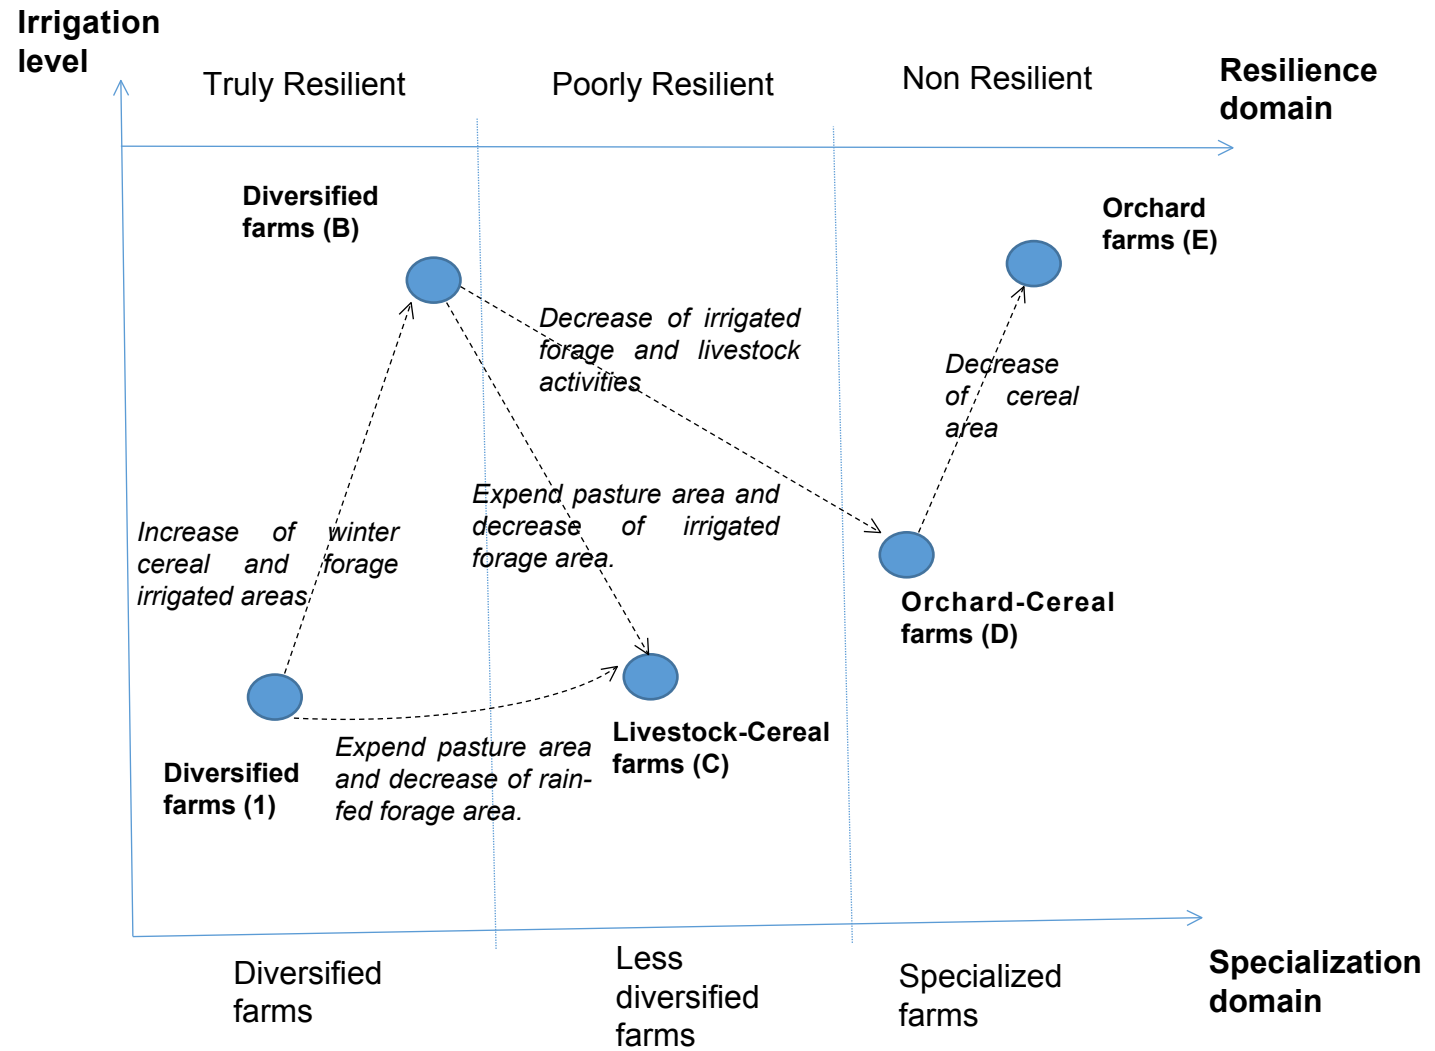 Irrigation
level
Truly Resilient
Poorly Resilient
Non Resilient
Resilience
domain
Diversified
farms (B)
Orchard
farms (E)
Decrease of irrigated
forage and livestock
activities
Decrease
of cereal
area
Expend pasture area and
decrease of irrigated
forage area.
Increase of winter
cereal and forage
irrigated areas
Orchard-Cereal
farms (D)
Livestock-Cereal
farms (C)
Expend pasture area
and decrease of rain-
fed forage area.
Diversified
farms (1)
Diversified
farms
Less
diversified
farms
Specialized
farms
Specialization
domain